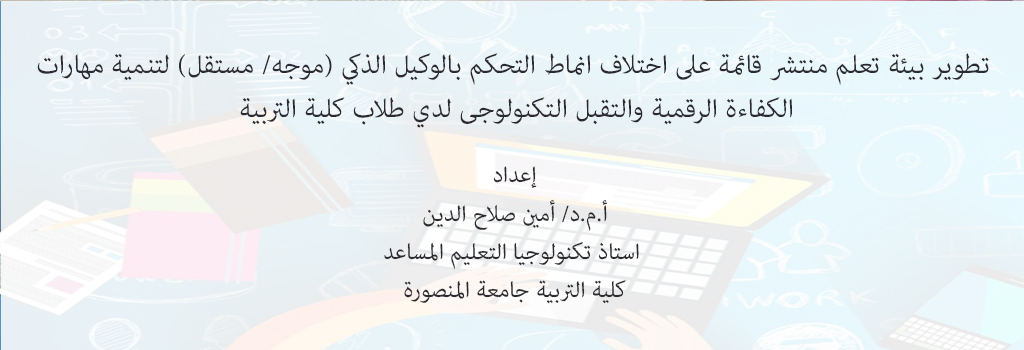 تطوير بيئة تعلم منتشر قائمة على اختلاف انماط التحكم بالوكيل الذكي (موجه/ مستقل) لتنمية مهارات
الكفاءة الرقمية والتقبل التكنولوجى لدي طلاب كلية التربية
إعداد
أ.م.د/ أمين صلاح الدين
استاذ تكنولوجيا التعليم المساعد
كلية التربية جامعة المنصورة
WORK